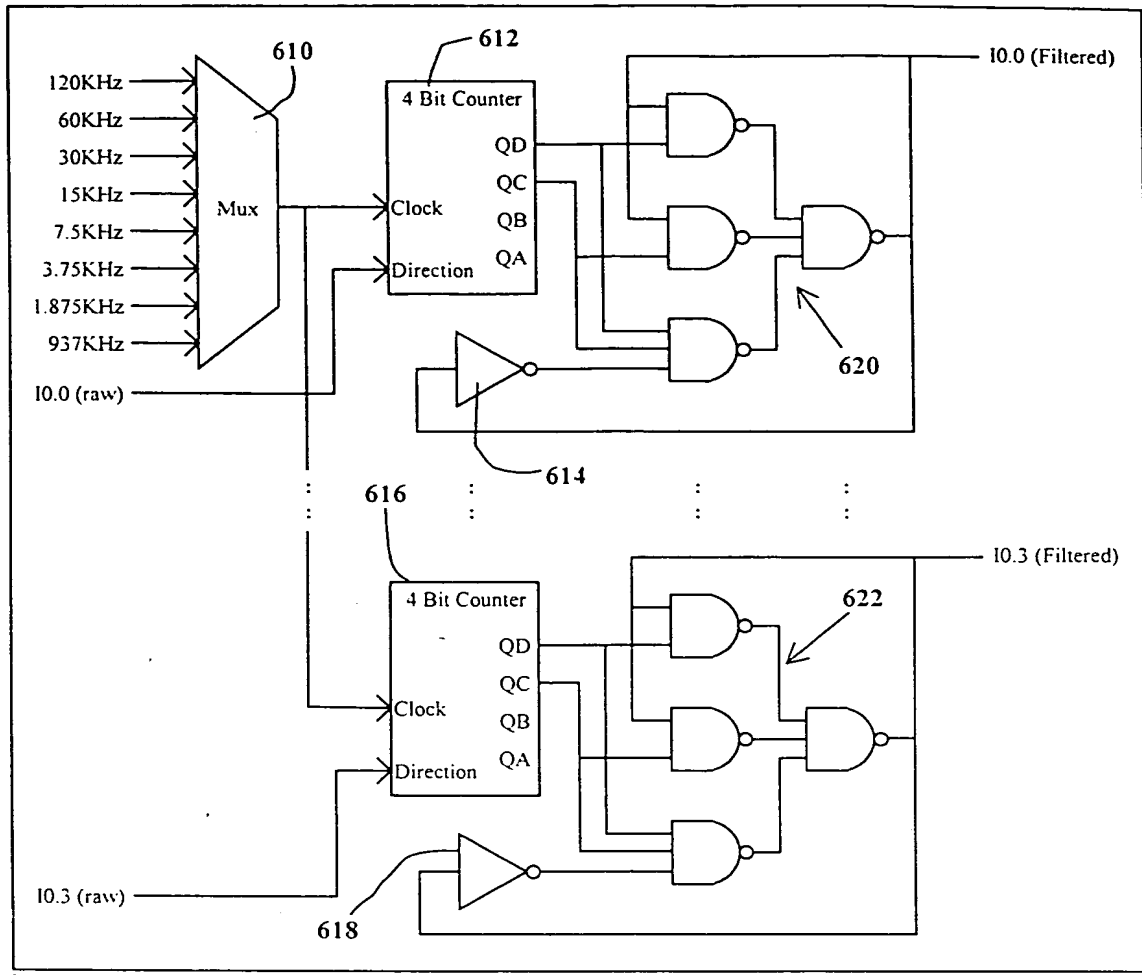 610
120KHz
60KHz
30KHz
15KHz
7.5KHz
3.75KHz
1.875KHz
937KHz
Mux
I0.0 (raw)
612
4 Bit Counter
QD
QC
QB
QA
Clock
Direction
I0.0 (Filtered)
620
614
616
4 Bit Counter
QD
QC
QB
QA
Clock
Direction
I0.3 (Filtered)
622
I0.3 (raw)
618